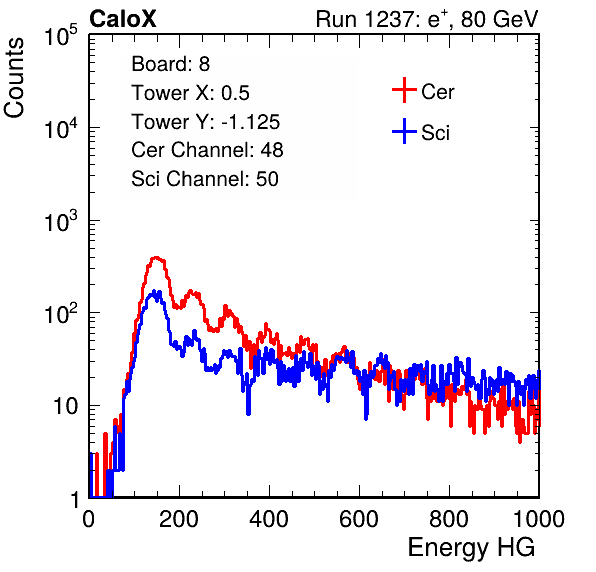 CaloX Run 1237: e⁺, 80 GeV
Counts
10⁵
10⁴
10³
10²
10
1
Board: 8
Tower X: 0.5
Tower Y: -1.125
Cer Channel: 48
Sci Channel: 50
Cer
Sci
0 200 400 600 800 1000
Energy HG